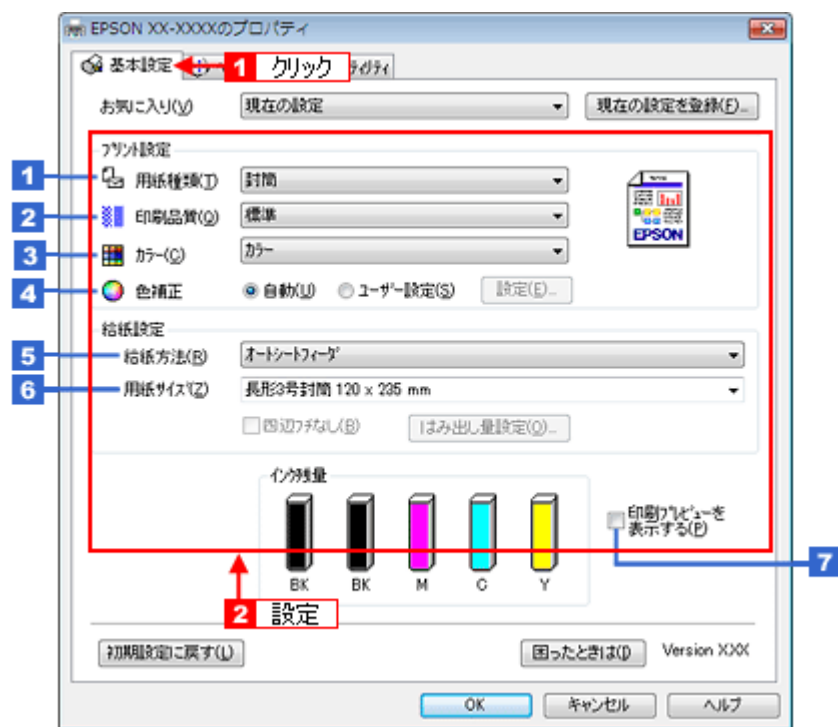 EPSON XX-XXXXのプロパティ
基本設定
1 クリック
ティリティ
お気に入り(V) 現在の設定 現在の設定を登録(F)...
プリント設定
1 用紙種類(T) 封筒
2 印刷品質(Q) 標準
EPSON
3 カラー(C) カラー
4 色補正 自動(U) ユーザー設定(S) 設定(E)...
給紙設定
5 給紙方法(R) オートシートフィーダ
6 用紙サイズ(Z) 長形3号封筒 120 x 235 mm
四辺フチなし(B) はみ出し量設定(O)...
インク残量
印刷プレビューを
表示する(P)
7
BK BK M C Y
2 設定
初期設定に戻す(L) 困ったときは(I) Version XXX
OK キャンセル ヘルプ